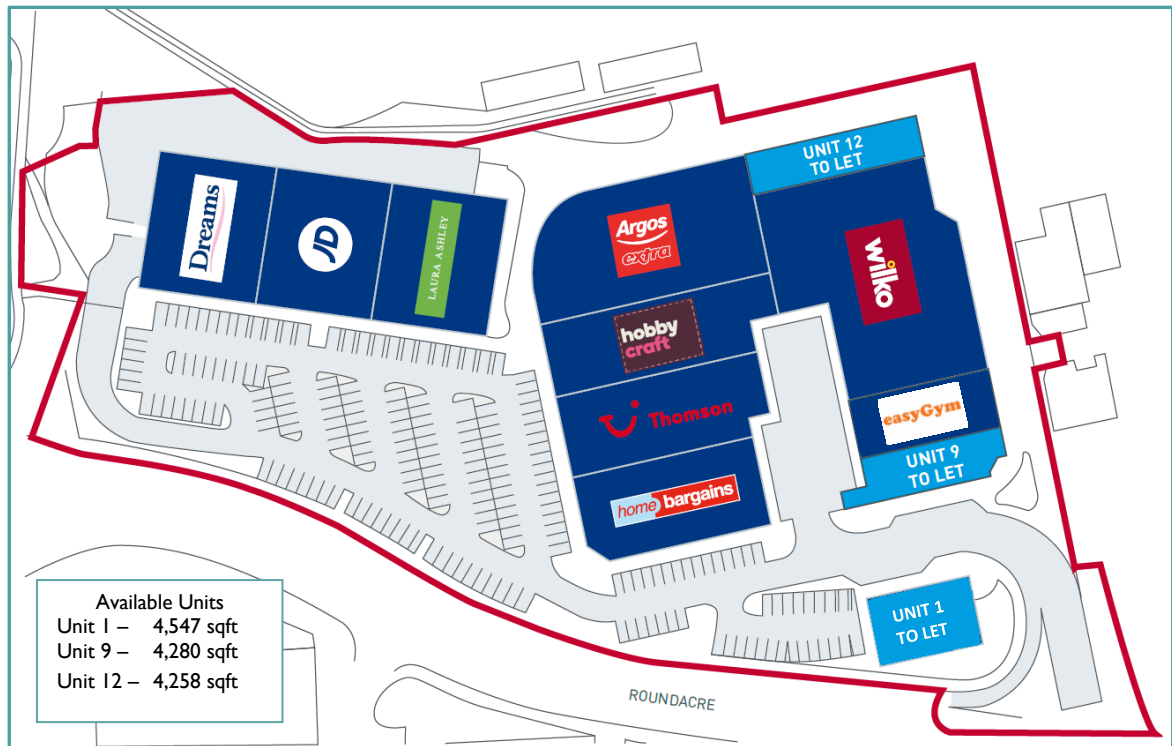 UNIT 12
TO LET
Dreams
JD
LAURA ASHLEY
Argos
extra
wilko
hobby
craft
Thomson
easyGym
UNIT 9
TO LET
home bargains
Available Units
Unit 1 – 4,547 sqft
Unit 9 – 4,280 sqft
Unit 12 – 4,258 sqft
UNIT 1
TO LET
ROUNDACRE